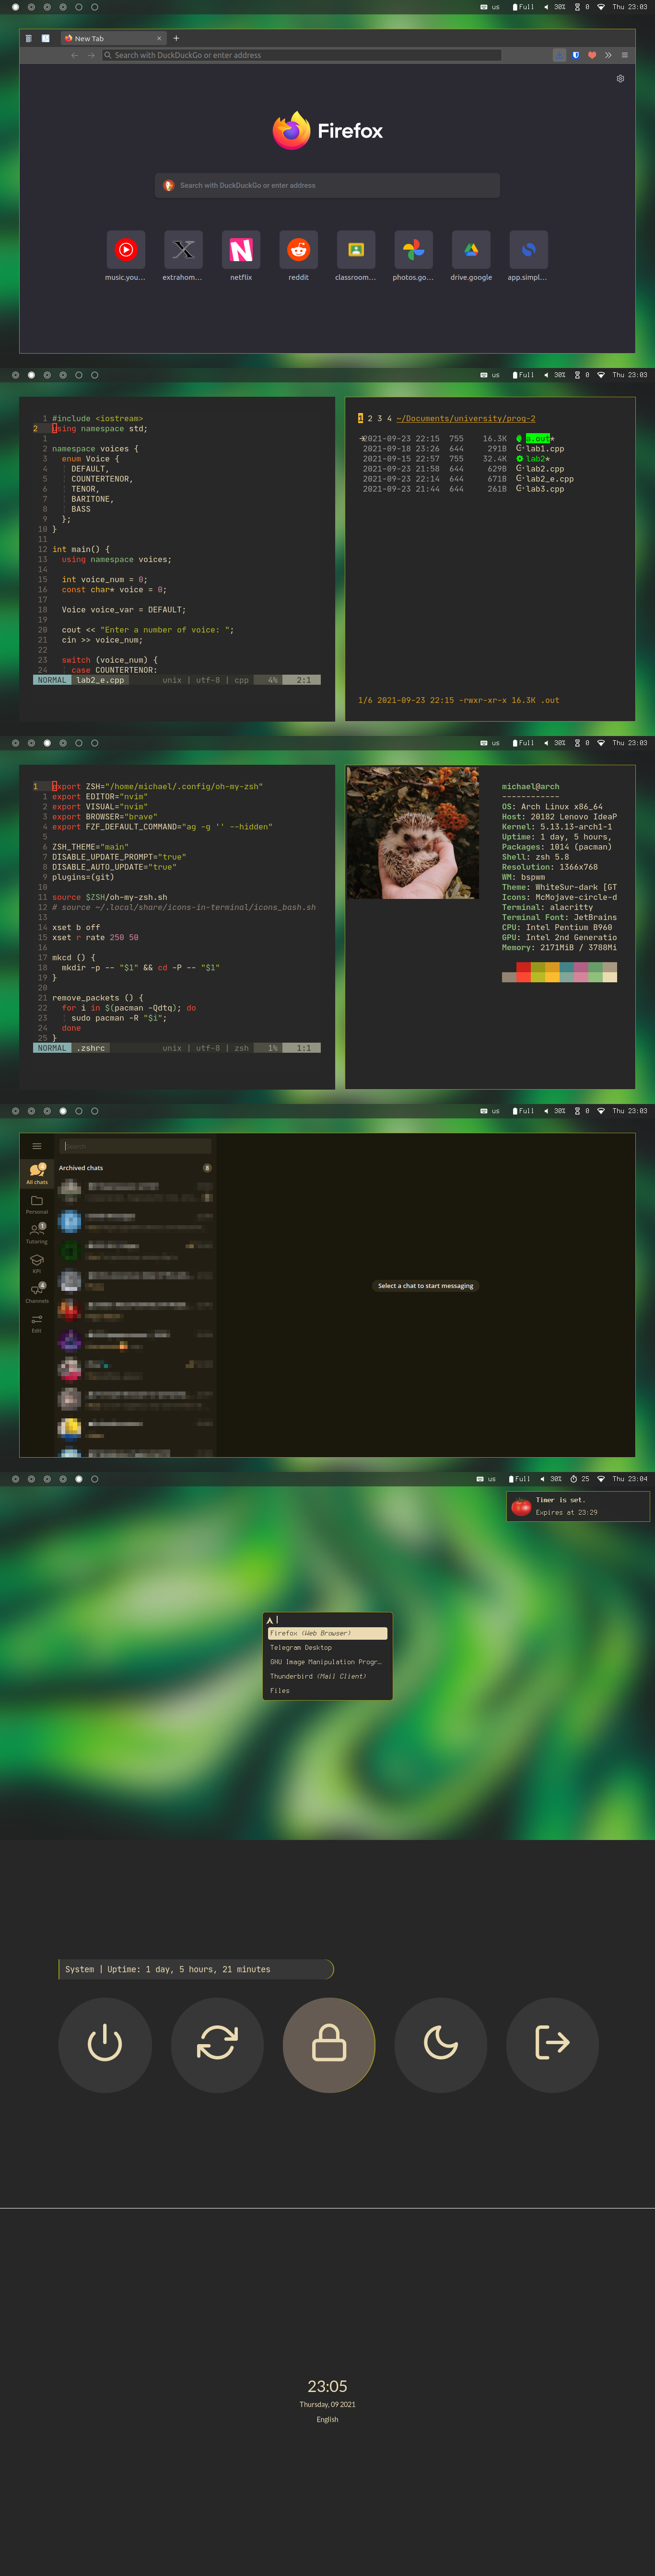 us Full 30% 0 Thu 23:03
New Tab
Search with DuckDuckGo or enter address
Firefox
Search with DuckDuckGo or enter address
music.you… extrahom… netflix reddit classroom… photos.go… drive.google app.simpl…
us Full 30% 0 Thu 23:03
1 #include <iostream>
2 using namespace std;
1
2 namespace voices {
3 enum Voice {
4 DEFAULT,
5 COUNTERTENOR,
6 TENOR,
7 BARITONE,
8 BASS
9 };
10 }
11
12 int main() {
13 using namespace voices;
14
15 int voice_num = 0;
16 const char* voice = 0;
17
18 Voice voice_var = DEFAULT;
19
20 cout << "Enter a number of voice: ";
21 cin >> voice_num;
22
23 switch (voice_num) {
24 case COUNTERTENOR:
NORMAL lab2_e.cpp unix | utf-8 | cpp 4% 2:1
1 2 3 4 ~/Documents/university/prog-2
2021-09-23 22:15 755 16.3K a.out*
2021-09-18 23:26 644 291B lab1.cpp
2021-09-15 22:57 755 32.4K lab2*
2021-09-23 21:58 644 629B lab2.cpp
2021-09-23 22:14 644 671B lab2_e.cpp
2021-09-23 21:44 644 261B lab3.cpp
1/6 2021-09-23 22:15 -rwxr-xr-x 16.3K .out
us Full 30% 0 Thu 23:03
1 export ZSH="/home/michael/.config/oh-my-zsh"
1 export EDITOR="nvim"
2 export VISUAL="nvim"
3 export BROWSER="brave"
4 export FZF_DEFAULT_COMMAND="ag -g '' --hidden"
5
6 ZSH_THEME="main"
7 DISABLE_UPDATE_PROMPT="true"
8 DISABLE_AUTO_UPDATE="true"
9 plugins=(git)
10
11 source $ZSH/oh-my-zsh.sh
12 # source ~/.local/share/icons-in-terminal/icons_bash.sh
13
14 xset b off
15 xset r rate 250 50
16
17 mkcd () {
18 mkdir -p -- "$1" && cd -P -- "$1"
19 }
20
21 remove_packets () {
22 for i in $(pacman -Qdtq); do
23 sudo pacman -R "$i";
24 done
25 }
NORMAL .zshrc unix | utf-8 | zsh 1% 1:1
michael@arch
------------
OS: Arch Linux x86_64
Host: 20182 Lenovo IdeaP
Kernel: 5.13.13-arch1-1
Uptime: 1 day, 5 hours,
Packages: 1014 (pacman)
Shell: zsh 5.8
Resolution: 1366x768
WM: bspwm
Theme: WhiteSur-dark [GT
Icons: McMojave-circle-d
Terminal: alacritty
Terminal Font: JetBrains
CPU: Intel Pentium B960
GPU: Intel 2nd Generatio
Memory: 2171MiB / 3788Mi
us Full 30% 0 Thu 23:03
Search
All chats
Personal
1
Tutoring
KPI
4
Channels
Edit
Archived chats 8
Select a chat to start messaging
us Full 30% 25 Thu 23:04
Timer is set.
Expires at 23:29
Firefox (Web Browser)
Telegram Desktop
GNU Image Manipulation Progr…
Thunderbird (Mail Client)
Files
System | Uptime: 1 day, 5 hours, 21 minutes
23:05
Thursday, 09 2021
English